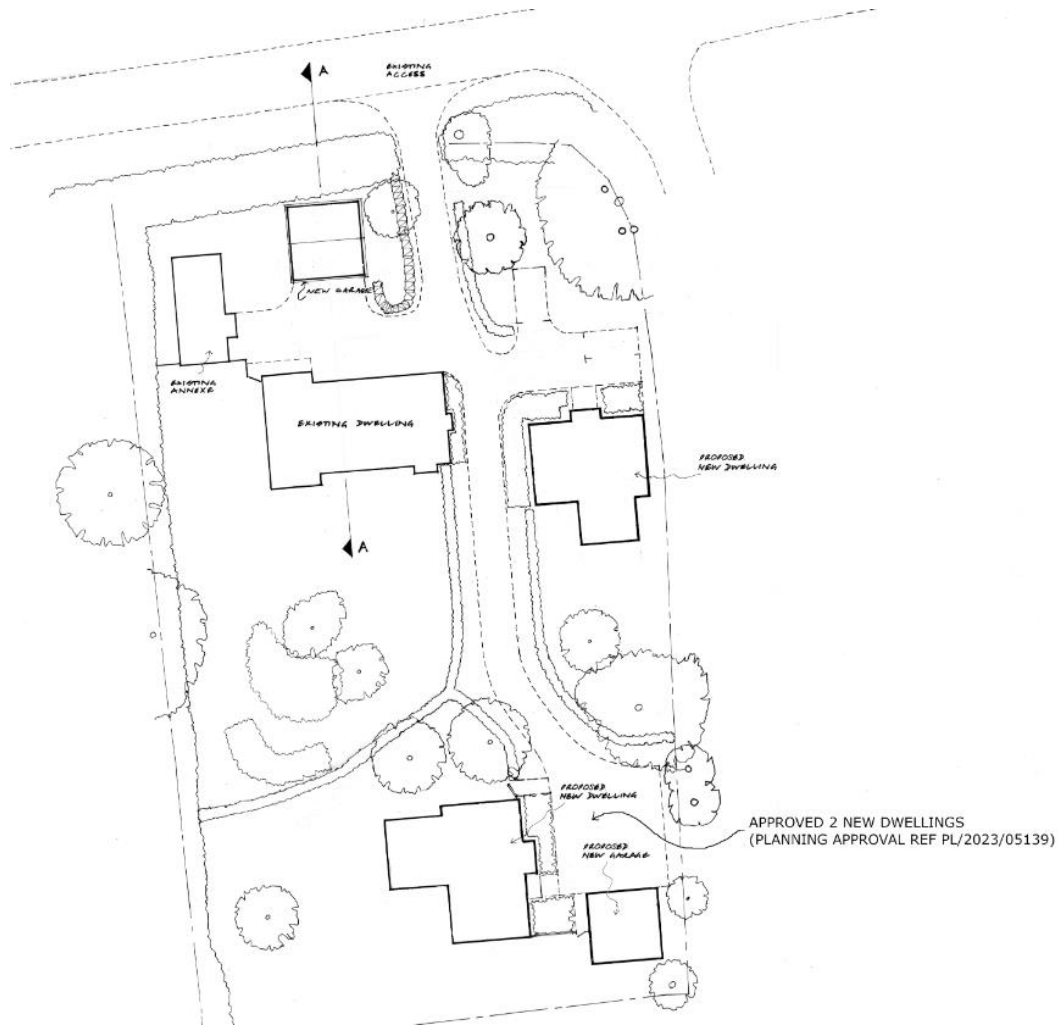 A
EXISTING
ACCESS
NEW GARAGE
EXISTING
ANNEXE
EXISTING DWELLING
PROPOSED
NEW DWELLING
A
PROPOSED
NEW DWELLING
APPROVED 2 NEW DWELLINGS
(PLANNING APPROVAL REF PL/2023/05139)
PROPOSED
NEW GARAGE